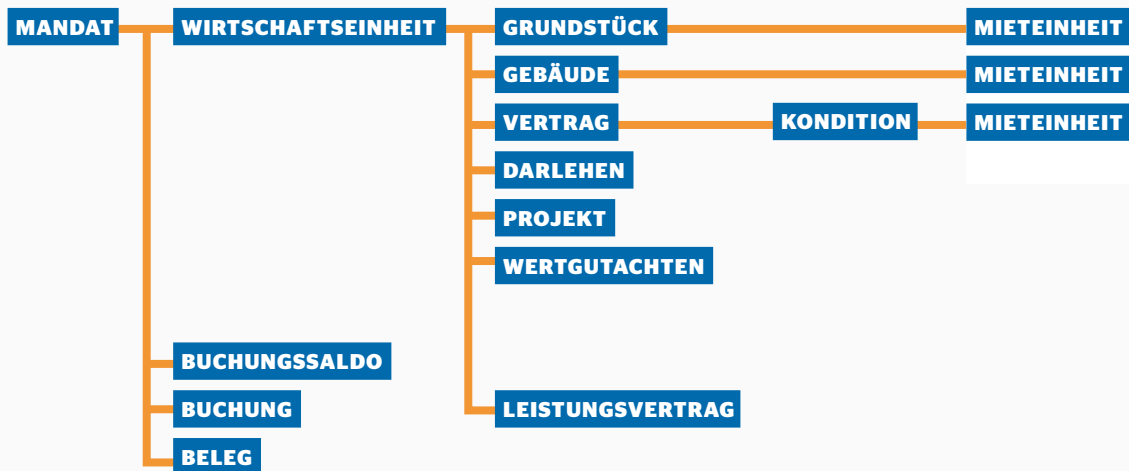 MANDAT WIRTSCHAFTSEINHEIT GRUNDSTÜCK MIETEINHEIT
GEBÄUDE MIETEINHEIT
VERTRAG KONDITION MIETEINHEIT
DARLEHEN
PROJEKT
WERTGUTACHTEN
BUCHUNGSSALDO
BUCHUNG LEISTUNGSVERTRAG
BELEG